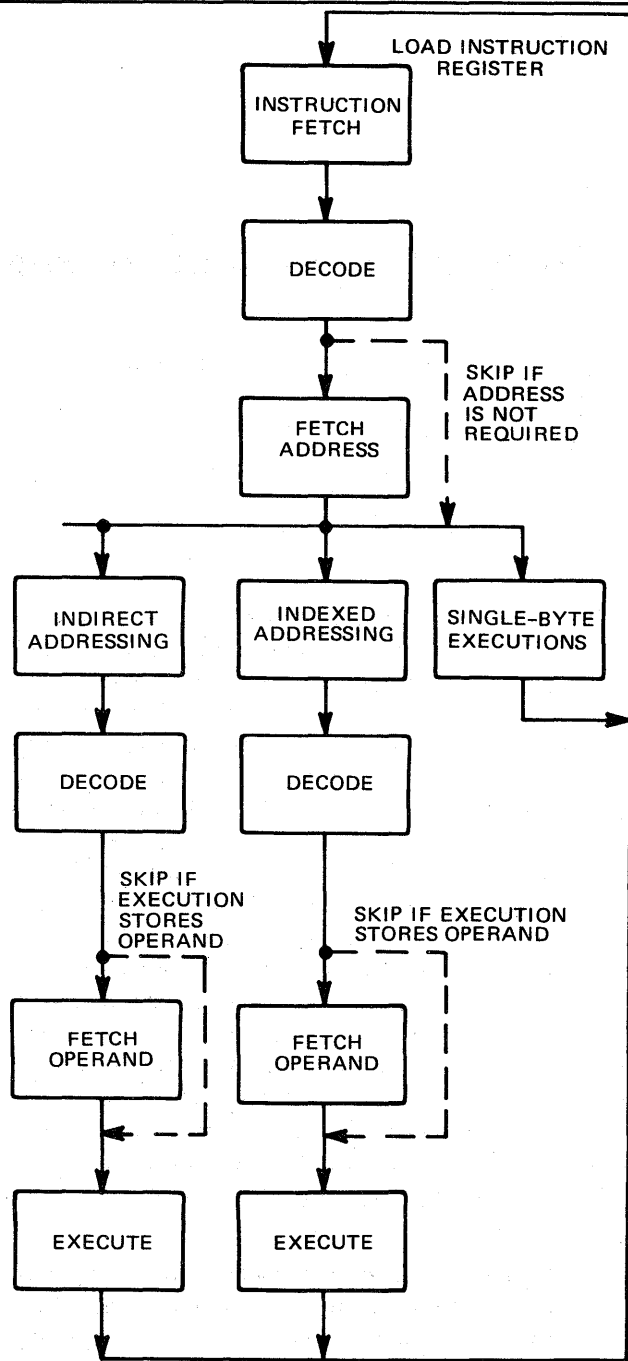 LOAD INSTRUCTION
REGISTER
INSTRUCTION
FETCH
DECODE
SKIP IF
ADDRESS
IS NOT
REQUIRED
FETCH
ADDRESS
INDIRECT
ADDRESSING
INDEXED
ADDRESSING
SINGLE-BYTE
EXECUTIONS
DECODE
DECODE
SKIP IF
EXECUTION
STORES
OPERAND
SKIP IF EXECUTION
STORES OPERAND
FETCH
OPERAND
FETCH
OPERAND
EXECUTE
EXECUTE